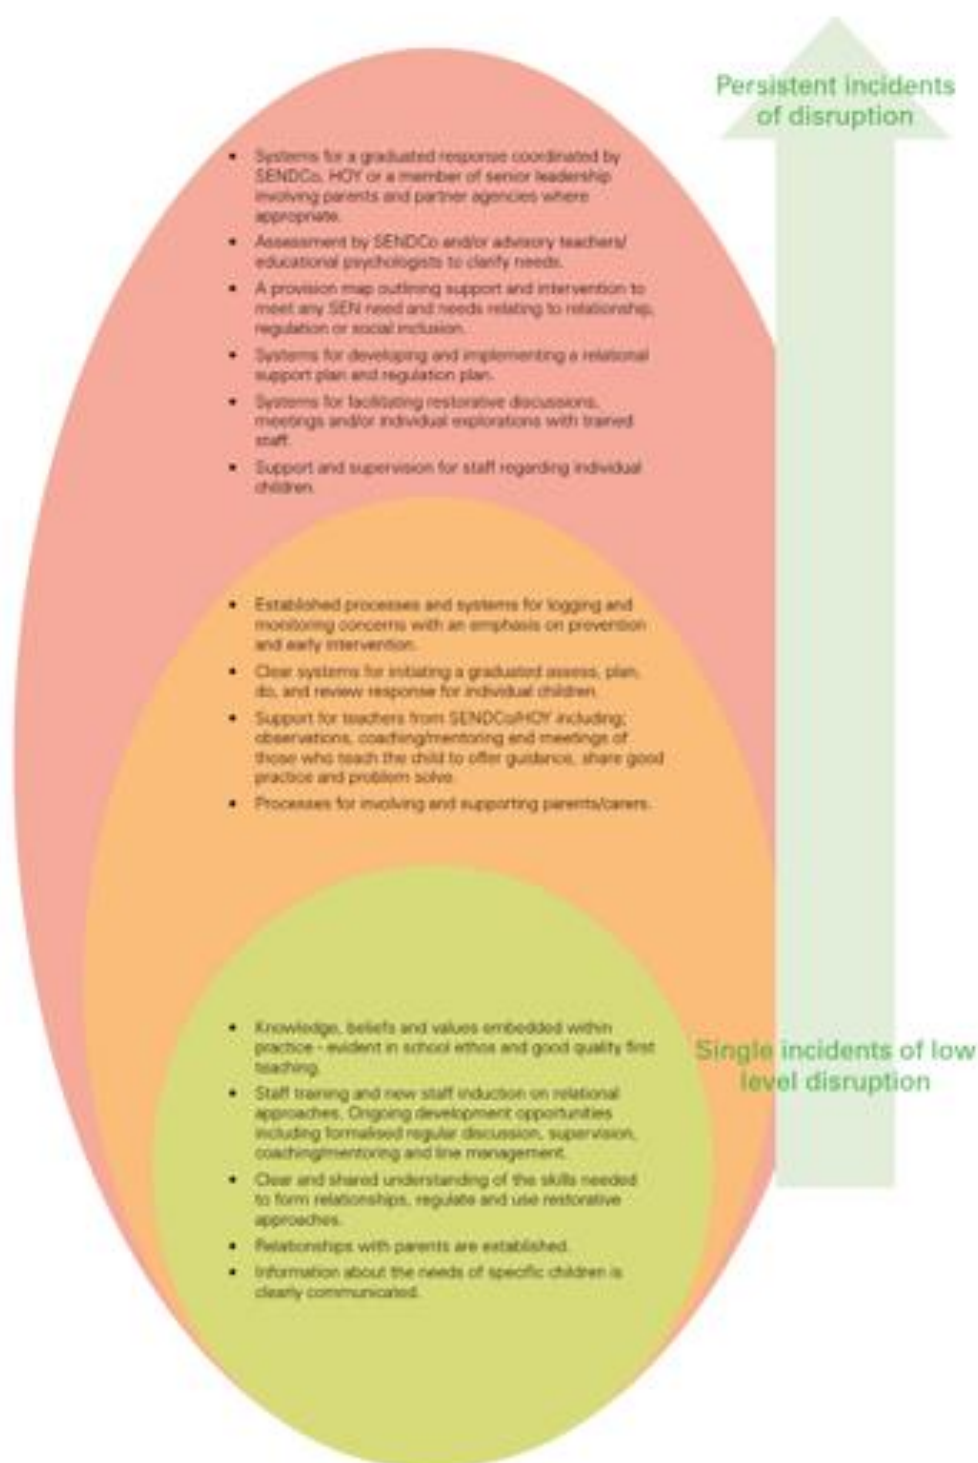 Persistent incidents
of disruption
• Systems for a graduated response coordinated by
SENDCo, HOY or a member of senior leadership
involving parents and partner agencies where
appropriate.
• Assessment by SENDCo and/or advisory teachers/
educational psychologists to clarify needs.
• A provision map outlining support and intervention to
meet any SEN need and needs relating to relationship,
regulation or social inclusion.
• Systems for developing and implementing a relational
support plan and regulation plan.
• Systems for facilitating restorative discussions,
meetings and/or individual explorations with trained
staff.
• Support and supervision for staff regarding individual
children.
• Established processes and systems for logging and
monitoring concerns with an emphasis on prevention
and early intervention.
• Clear systems for initiating a graduated assess, plan,
do, and review response for individual children.
• Support for teachers from SENDCo/HOY including;
observations, coaching/mentoring and meetings of
those who teach the child to offer guidance, share good
practice and problem solve.
• Processes for involving and supporting parents/carers.
• Knowledge, beliefs and values embedded within
practice - evident in school ethos and good quality first
teaching.
• Staff training and new staff induction on relational
approaches. Ongoing development opportunities
including formalised regular discussion, supervision,
coaching/mentoring and line management.
• Clear and shared understanding of the skills needed
to form relationships, regulate and use restorative
approaches.
• Relationships with parents are established.
• Information about the needs of specific children is
clearly communicated.
Single incidents of low
level disruption